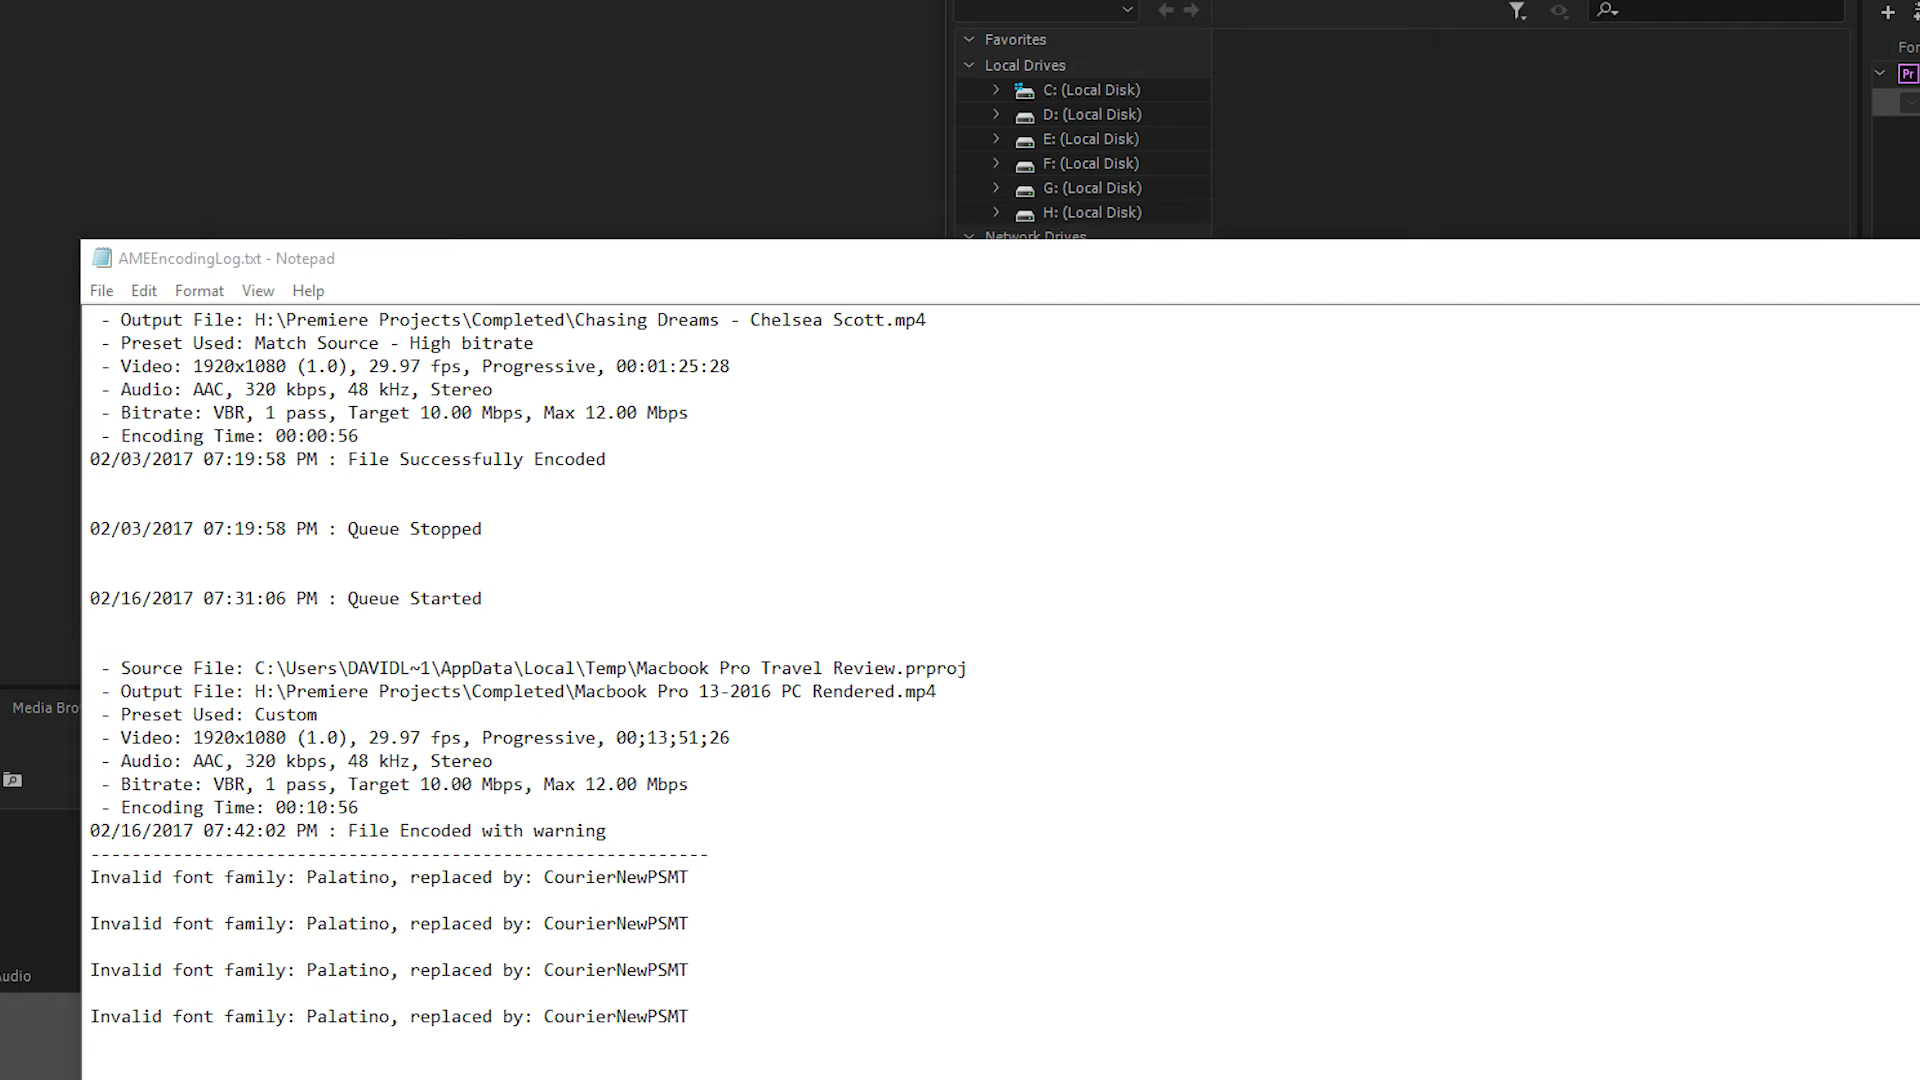 Favorites
Local Drives
C: (Local Disk)
D: (Local Disk)
E: (Local Disk)
F: (Local Disk)
G: (Local Disk)
H: (Local Disk)
Network Drives
Pr
AMEEncodingLog.txt - Notepad
File Edit Format View Help
- Output File: H:\Premiere Projects\Completed\Chasing Dreams - Chelsea Scott.mp4
- Preset Used: Match Source - High bitrate
- Video: 1920x1080 (1.0), 29.97 fps, Progressive, 00:01:25:28
- Audio: AAC, 320 kbps, 48 kHz, Stereo
- Bitrate: VBR, 1 pass, Target 10.00 Mbps, Max 12.00 Mbps
- Encoding Time: 00:00:56
02/03/2017 07:19:58 PM : File Successfully Encoded
02/03/2017 07:19:58 PM : Queue Stopped
02/16/2017 07:31:06 PM : Queue Started
- Source File: C:\Users\DAVIDL~1\AppData\Local\Temp\Macbook Pro Travel Review.prproj
- Output File: H:\Premiere Projects\Completed\Macbook Pro 13-2016 PC Rendered.mp4
- Preset Used: Custom
- Video: 1920x1080 (1.0), 29.97 fps, Progressive, 00;13;51;26
- Audio: AAC, 320 kbps, 48 kHz, Stereo
- Bitrate: VBR, 1 pass, Target 10.00 Mbps, Max 12.00 Mbps
- Encoding Time: 00:10:56
02/16/2017 07:42:02 PM : File Encoded with warning
------------------------------------------------------------
Invalid font family: Palatino, replaced by: CourierNewPSMT
Invalid font family: Palatino, replaced by: CourierNewPSMT
Invalid font family: Palatino, replaced by: CourierNewPSMT
Invalid font family: Palatino, replaced by: CourierNewPSMT
Media Bro
udio
For